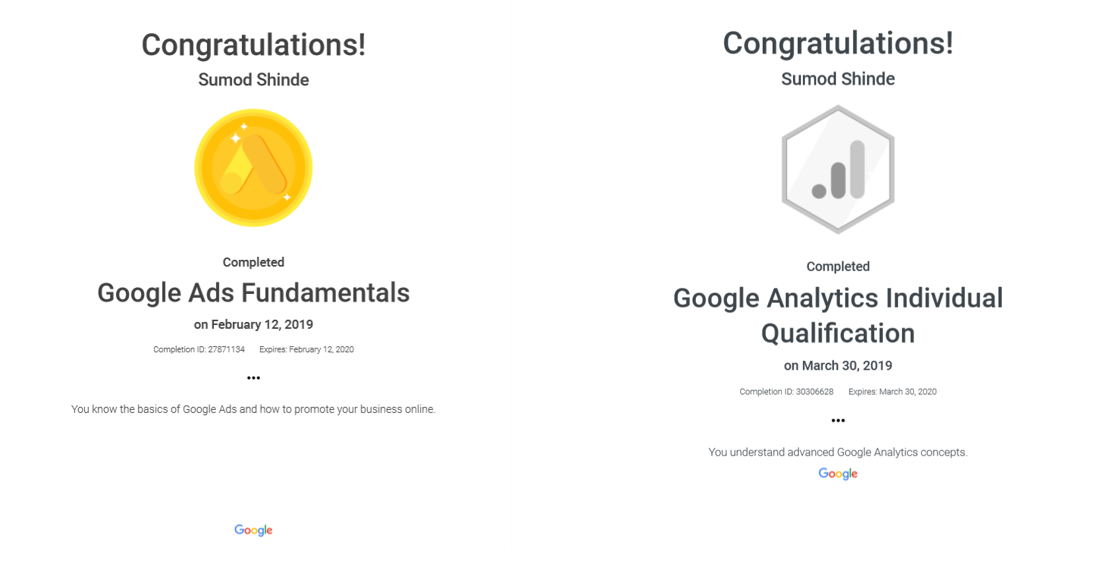 Congratulations!
Sumod Shinde
Completed
Google Ads Fundamentals
on February 12, 2019
Completion ID: 27871134 Expires: February 12, 2020
•••
You know the basics of Google Ads and how to promote your business online.
Google
Congratulations!
Sumod Shinde
Completed
Google Analytics Individual
Qualification
on March 30, 2019
Completion ID: 30306628 Expires: March 30, 2020
•••
You understand advanced Google Analytics concepts.
Google